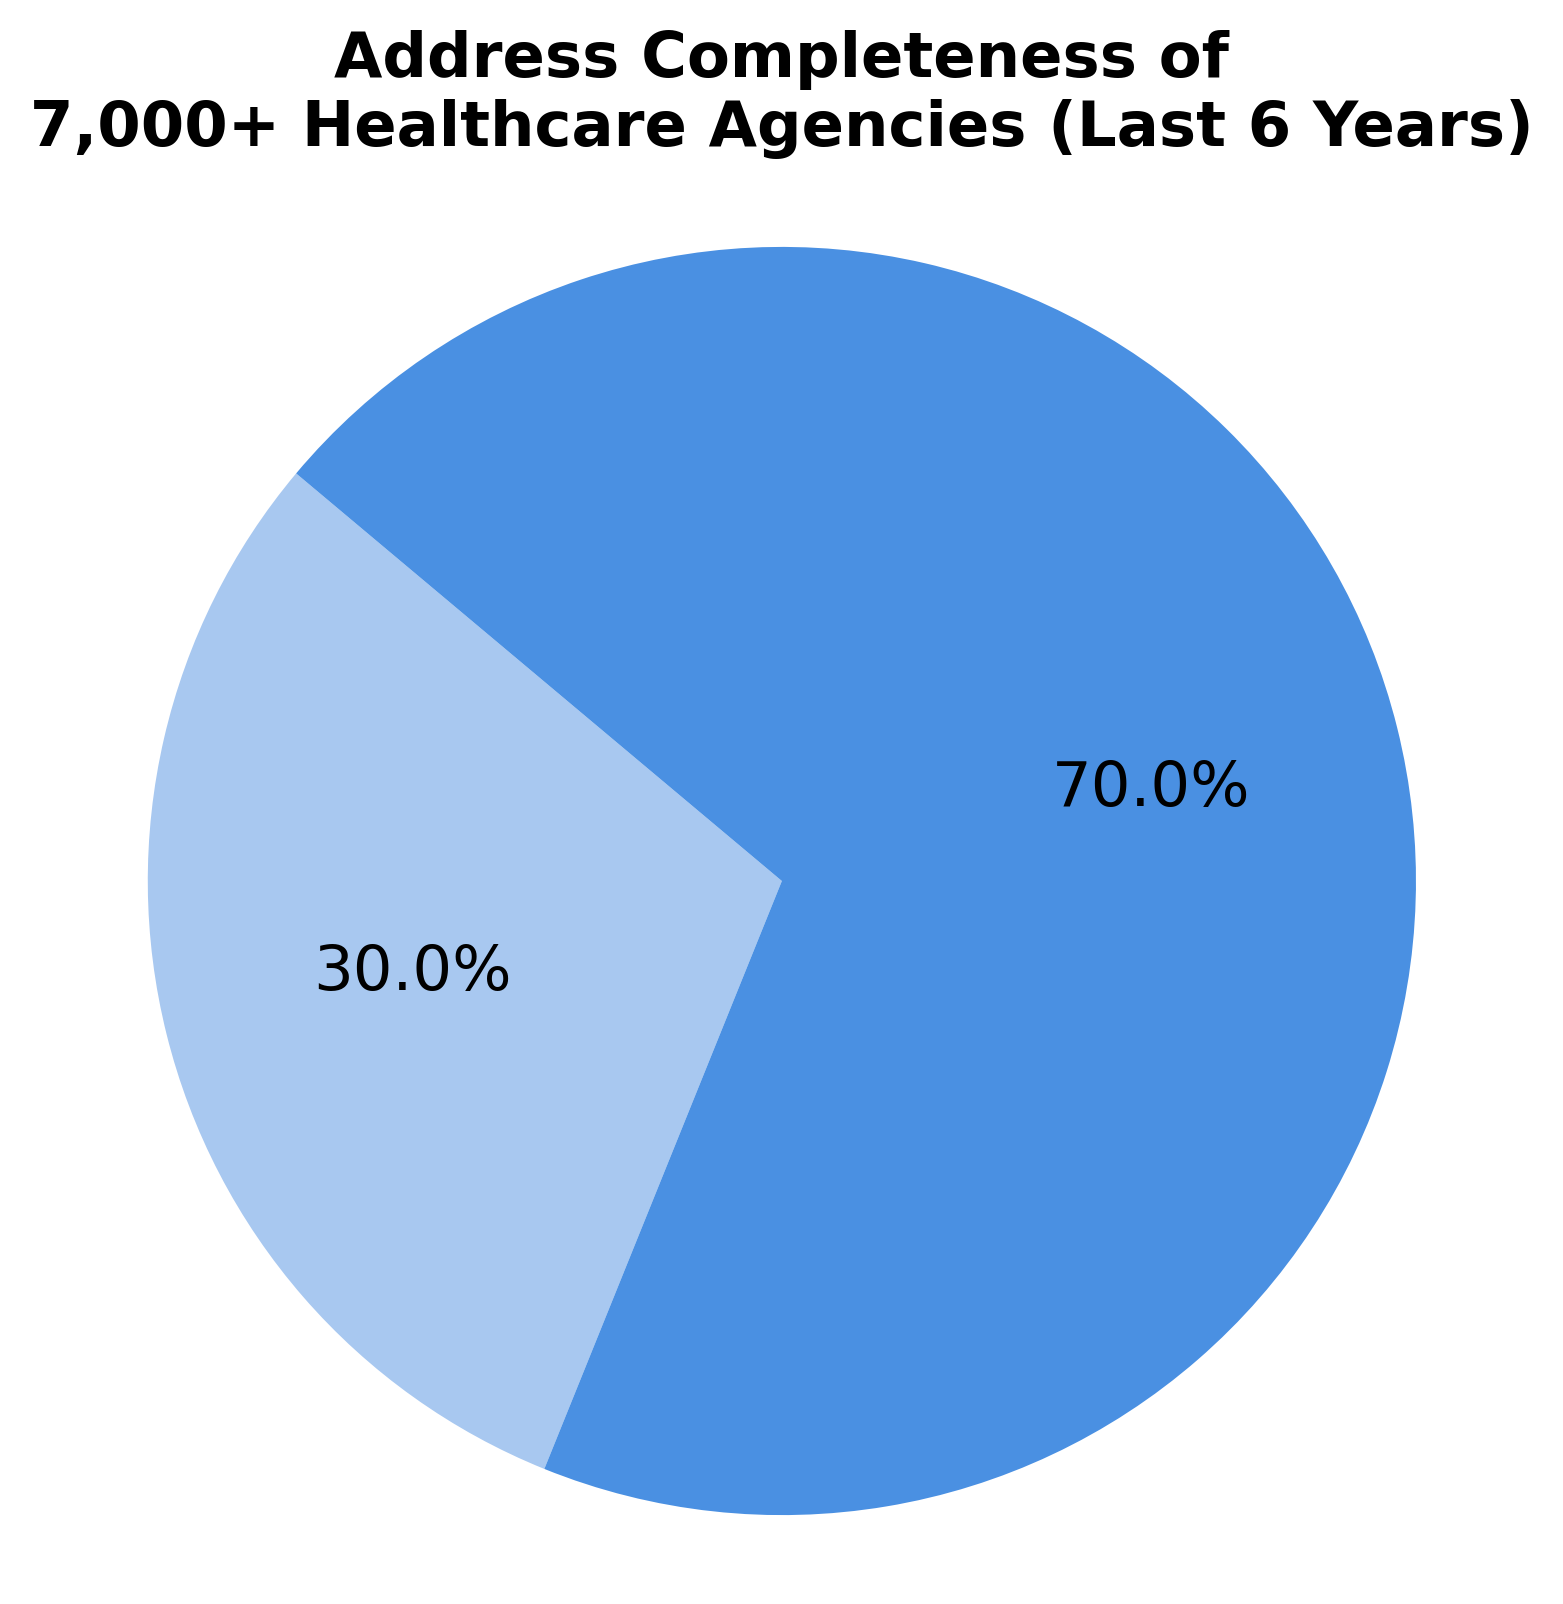 Address Completeness of
7,000+ Healthcare Agencies (Last 6 Years)
70.0%
30.0%